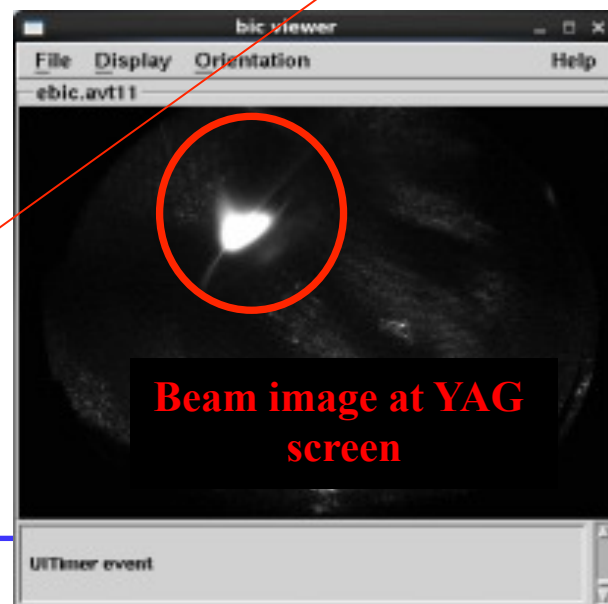 bic viewer
File Display Orientation Help
ebic.avt11
Beam image at YAG
screen
UITimer event